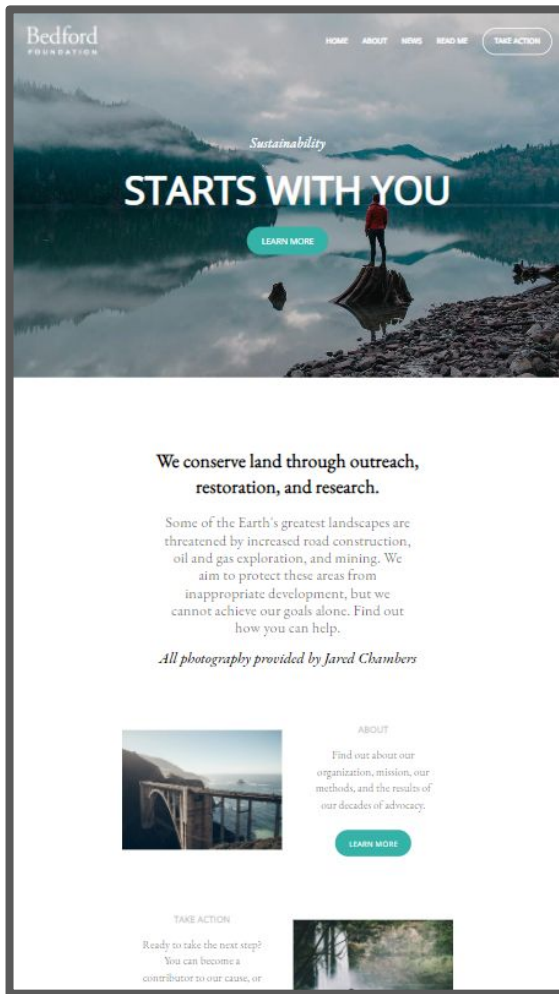 Bedford
FOUNDATION
HOME ABOUT NEWS READ ME TAKE ACTION
Sustainability
STARTS WITH YOU
LEARN MORE
We conserve land through outreach,
restoration, and research.
Some of the Earth's greatest landscapes are
threatened by increased road construction,
oil and gas exploration, and mining. We
aim to protect these areas from
inappropriate development, but we
cannot achieve our goals alone. Find out
how you can help.
All photography provided by Jared Chambers
ABOUT
Find out about our
organization, mission, our
methods, and the results of
our decades of advocacy.
LEARN MORE
TAKE ACTION
Ready to take the next step?
You can become a
contributor to our cause, or